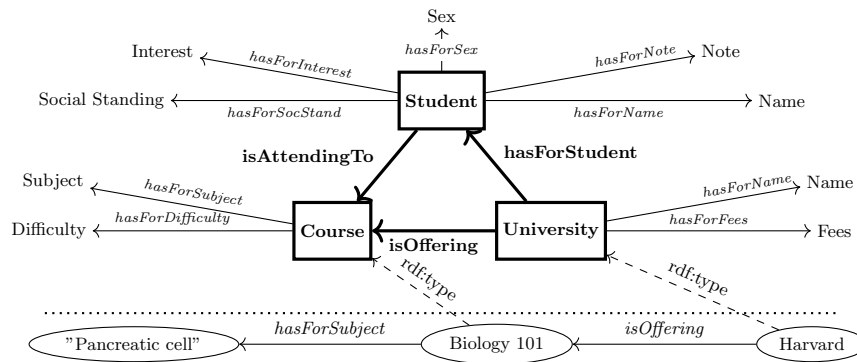 Sex
Interest
hasForInterest
hasForSex
hasForNote
Note
Social Standing
hasForSocStand
Student
hasForName
Name
isAttendingTo
hasForStudent
Subject
hasForSubject
hasForName
Name
Difficulty
hasForDifficulty
Course
isOffering
University
hasForFees
Fees
rdf:type
rdf:type
"Pancreatic cell"
hasForSubject
Biology 101
isOffering
Harvard